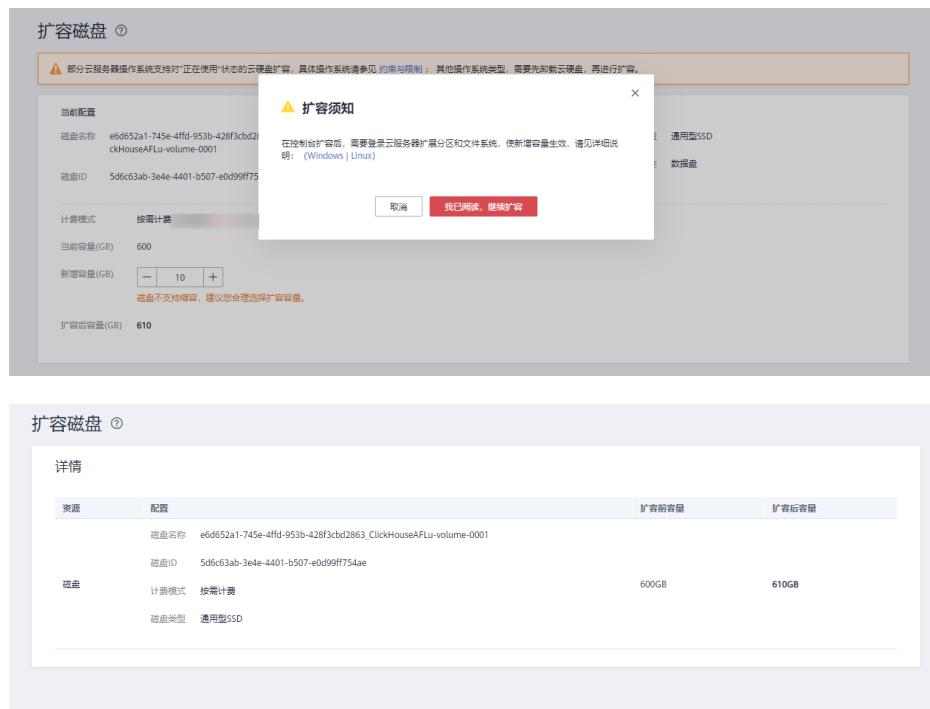 扩容磁盘 ?
部分云服务器操作系统支持对"正在使用"状态的云硬盘扩容，具体操作系统请参见 约束与限制 ； 其他操作系统类型，需要先卸载云硬盘，再进行扩容。
当前配置
磁盘名称 e6d652a1-745e-4ffd-953b-428f3cbd2
ckHouseAFLu-volume-0001
通用型SSD
磁盘ID 5d6c63ab-3e4e-4401-b507-e0d99ff75
数据盘
扩容须知
在控制台扩容后，需要登录云服务器扩展分区和文件系统，使新增容量生效，请见详细说
明： (Windows | Linux)
取消 我已阅读，继续扩容
计费模式 按需计费
当前容量(GB) 600
新增容量(GB) — 10 +
磁盘不支持缩容，建议您合理选择扩容容量。
扩容后容量(GB) 610
扩容磁盘 ?
详情
资源 配置 扩容前容量 扩容后容量
磁盘名称 e6d652a1-745e-4ffd-953b-428f3cbd2863_ClickHouseAFLu-volume-0001
磁盘ID 5d6c63ab-3e4e-4401-b507-e0d99ff754ae
磁盘 600GB 610GB
计费模式 按需计费
磁盘类型 通用型SSD